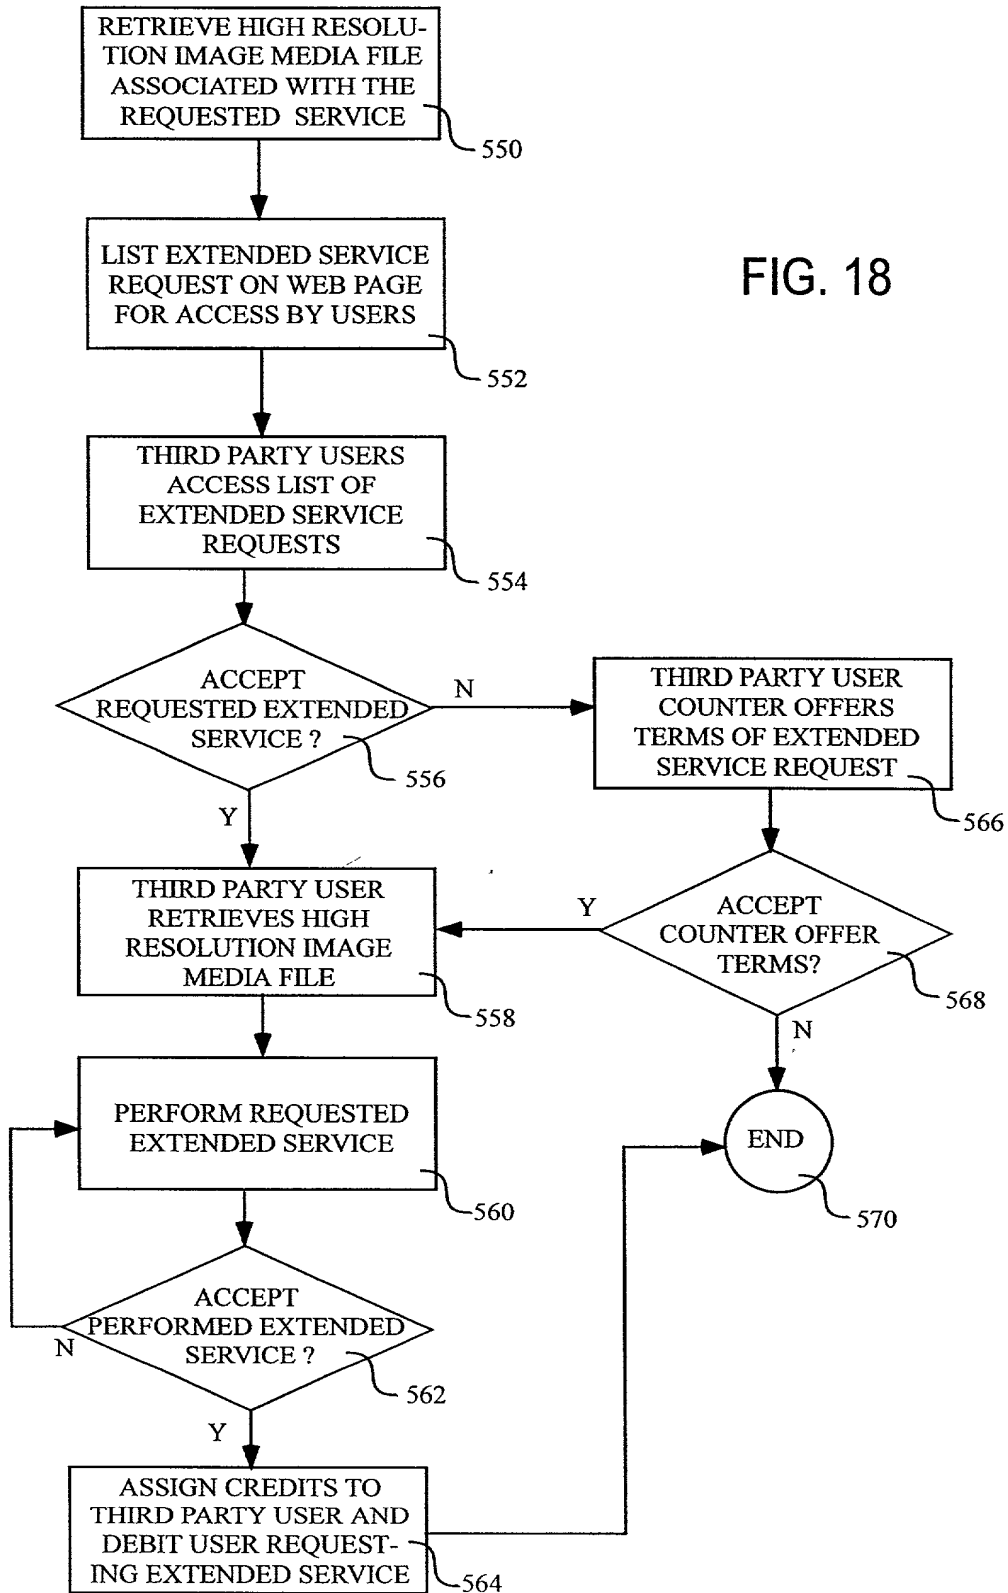 RETRIEVE HIGH RESOLU-
TION IMAGE MEDIA FILE
ASSOCIATED WITH THE
REQUESTED SERVICE
550
LIST EXTENDED SERVICE
REQUEST ON WEB PAGE
FOR ACCESS BY USERS
552
FIG. 18
THIRD PARTY USERS
ACCESS LIST OF
EXTENDED SERVICE
REQUESTS
554
ACCEPT
REQUESTED EXTENDED
SERVICE ?
556
N
Y
THIRD PARTY USER
COUNTER OFFERS
TERMS OF EXTENDED
SERVICE REQUEST
566
THIRD PARTY USER
RETRIEVES HIGH
RESOLUTION IMAGE
MEDIA FILE
558
Y
ACCEPT
COUNTER OFFER
TERMS?
568
N
PERFORM REQUESTED
EXTENDED SERVICE
560
END
570
ACCEPT
PERFORMED EXTENDED
SERVICE ?
562
N
Y
ASSIGN CREDITS TO
THIRD PARTY USER AND
DEBIT USER REQUEST-
ING EXTENDED SERVICE
564